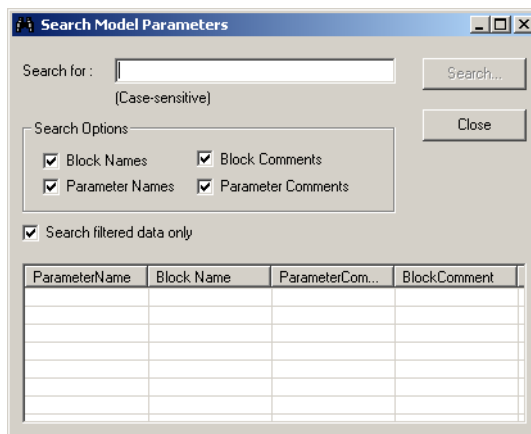 Search Model Parameters
Search for :
Search...
(Case-sensitive)
Close
Search Options
Block Names
Block Comments
Parameter Names
Parameter Comments
Search filtered data only
ParameterName
Block Name
ParameterCom...
BlockComment